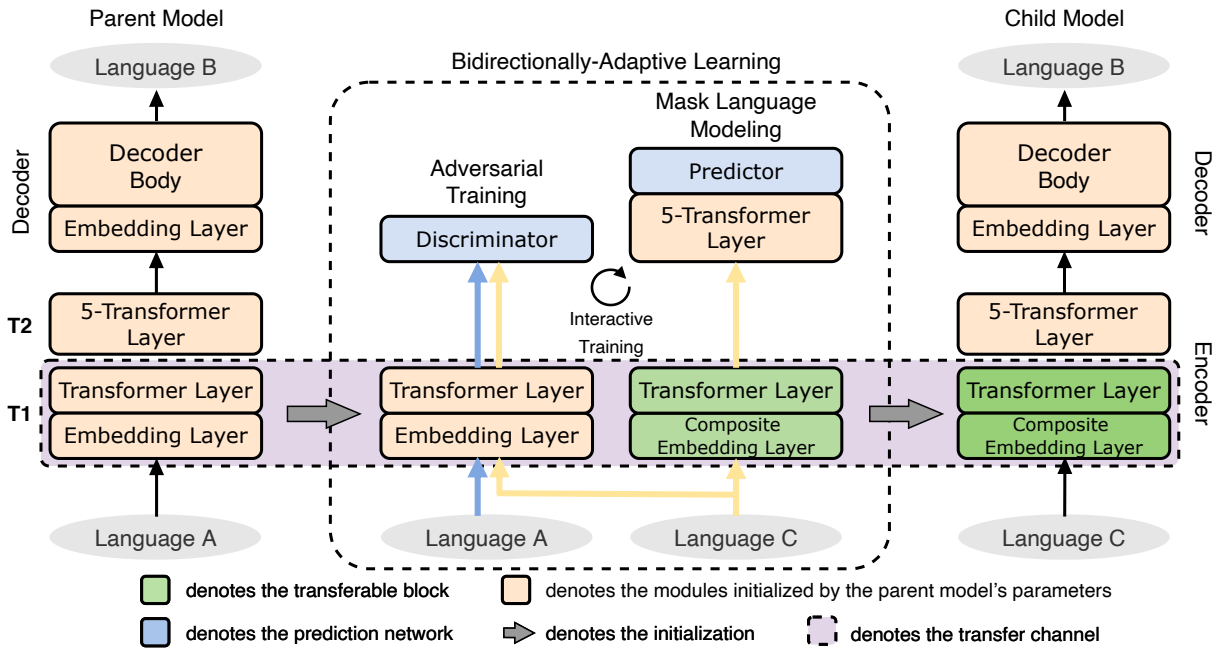 Parent Model
Language B
Decoder
Decoder
Body
Embedding Layer
T2
5-Transformer
Layer
T1
Transformer Layer
Embedding Layer
Language A
Bidirectionally-Adaptive Learning
Adversarial
Training
Discriminator
Mask Language
Modeling
Predictor
5-Transformer
Layer
Interactive
Training
Transformer Layer
Embedding Layer
Transformer Layer
Composite
Embedding Layer
Language A
Language C
Child Model
Language B
Decoder
Body
Embedding Layer
Decoder
5-Transformer
Layer
Transformer Layer
Composite
Embedding Layer
Encoder
Language C
denotes the transferable block
denotes the modules initialized by the parent model's parameters
denotes the prediction network
denotes the initialization
denotes the transfer channel